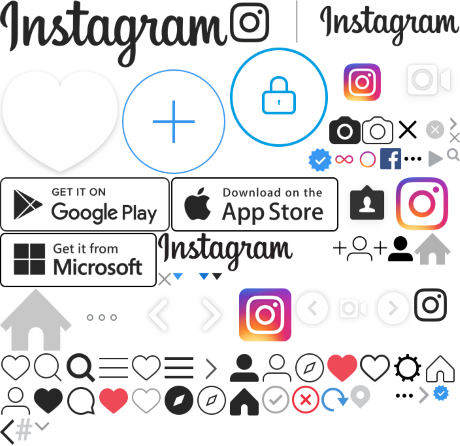 Instagram
Instagram
GET IT ON
Google Play
Download on the
App Store
Get it from
Microsoft
Instagram
f
#